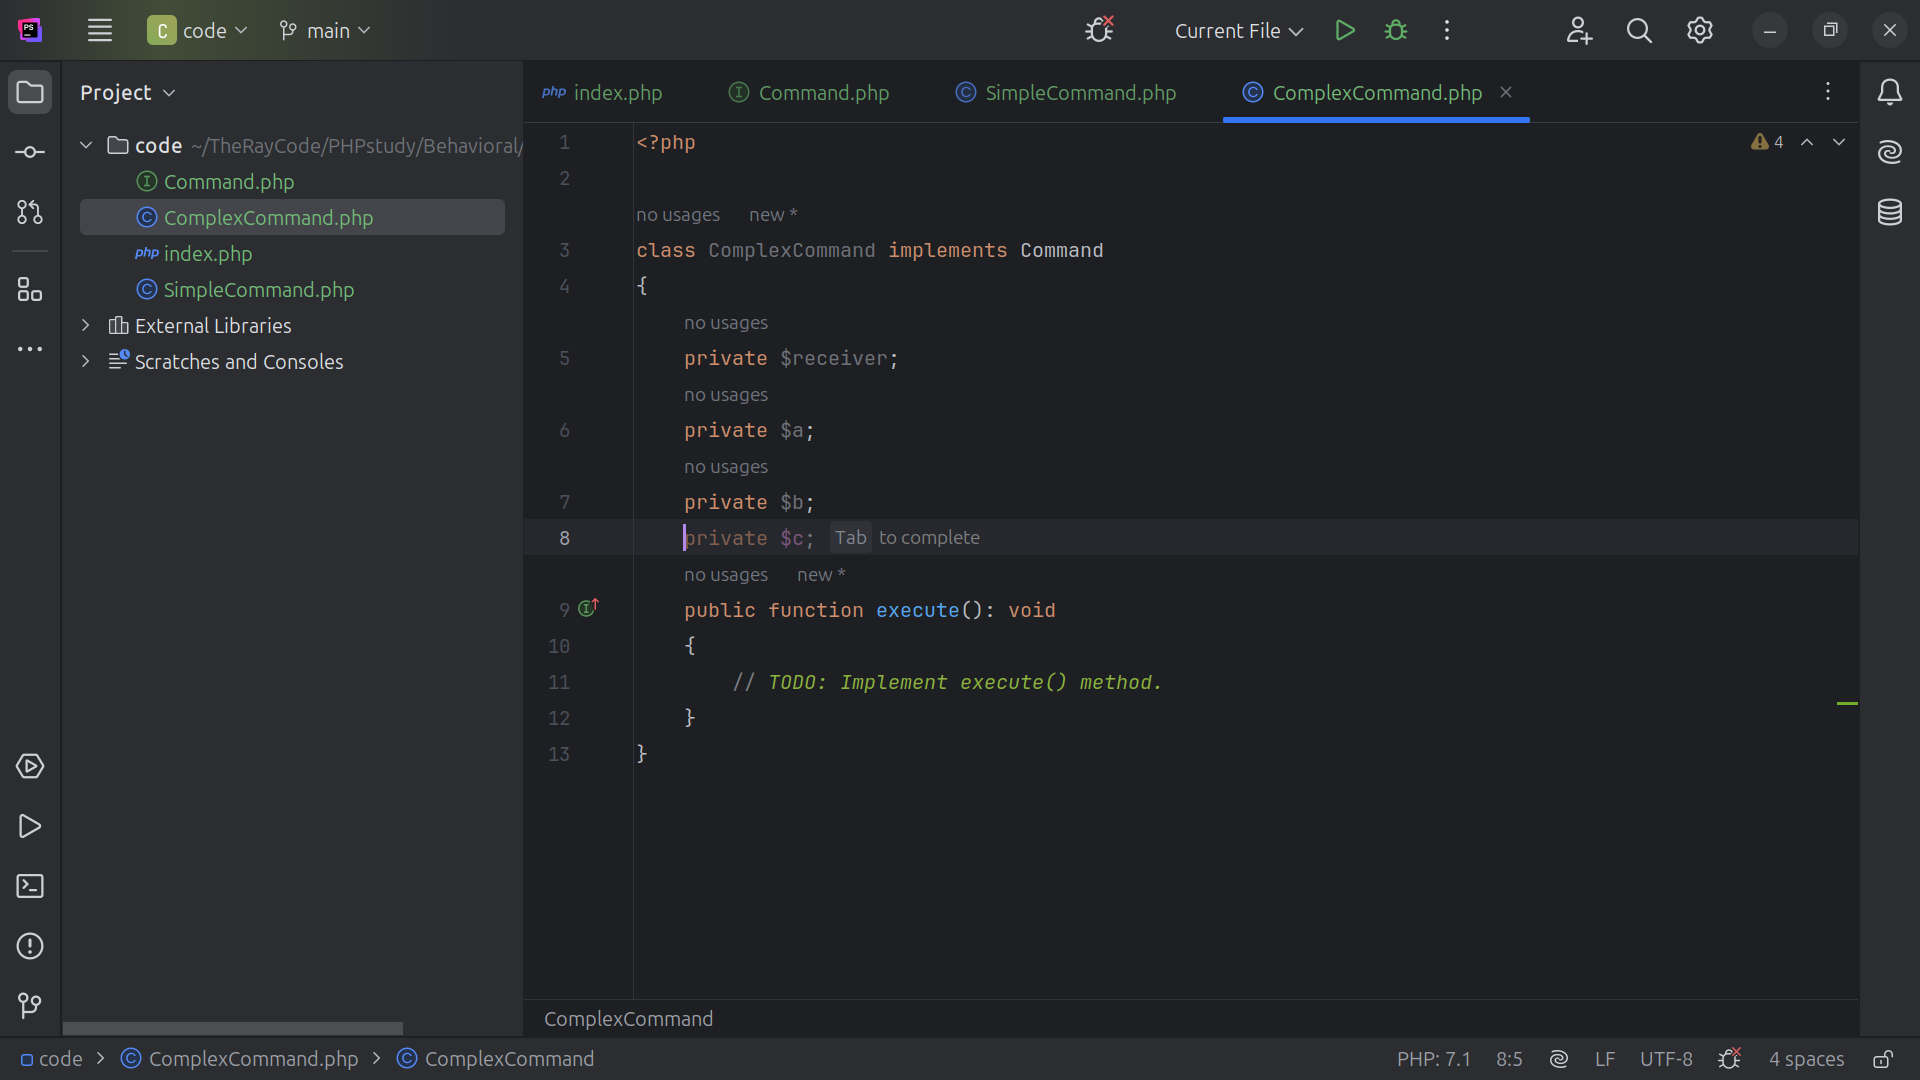 PS
C code main
Current File
Project
code ~/TheRayCode/PHPstudy/Behavioral/
Command.php
ComplexCommand.php
php index.php
SimpleCommand.php
External Libraries
Scratches and Consoles
php index.php
I Command.php
C SimpleCommand.php
C ComplexCommand.php
4
1 <?php
2
no usages new *
3 class ComplexCommand implements Command
4 {
no usages
5 private $receiver;
no usages
6 private $a;
no usages
7 private $b;
8 private $c; Tab to complete
no usages new *
9 public function execute(): void
10 {
11 // TODO: Implement execute() method.
12 }
13 }
ComplexCommand
code > C ComplexCommand.php > C ComplexCommand
PHP: 7.1 8:5 LF UTF-8 4 spaces